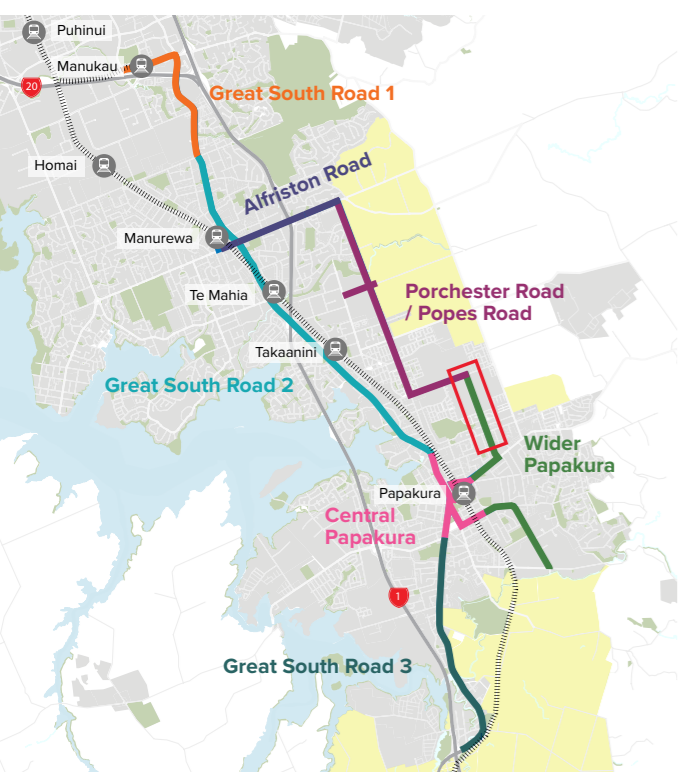 Puhinui
Manukau
20
Great South Road 1
Homai
Alfriston Road
Manurewa
Te Mahia
Porchester Road
/ Popes Road
Takaanini
Great South Road 2
Wider
Papakura
Papakura
Central
Papakura
1
Great South Road 3